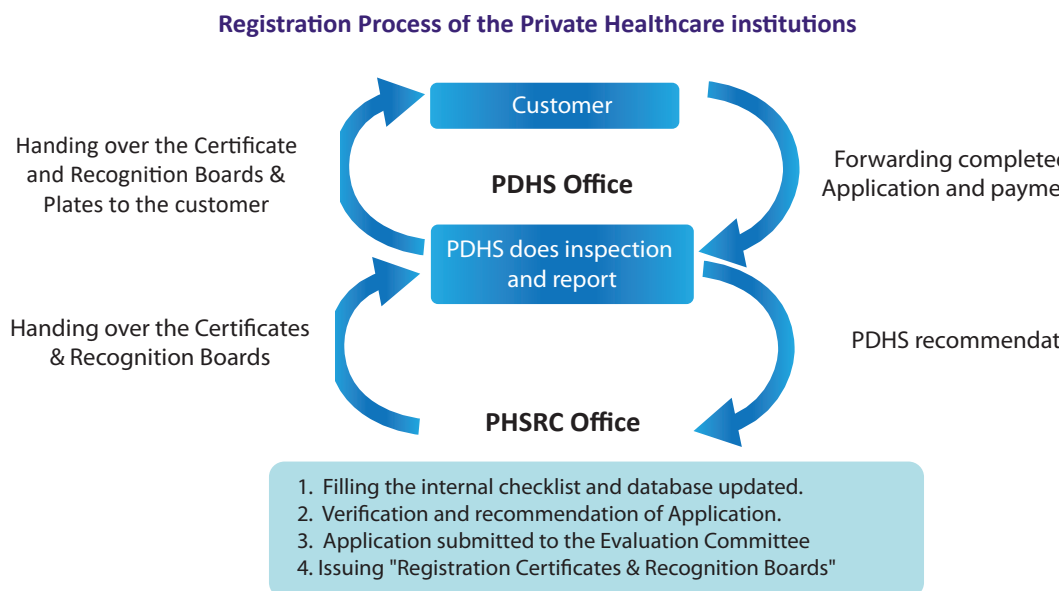 Registration Process of the Private Healthcare institutions
Customer
Handing over the Certificate
and Recognition Boards &
Plates to the customer
PDHS Office
Forwarding completed
Application and payme
PDHS does inspection
and report
Handing over the Certificates
& Recognition Boards
PDHS recommendat
PHSRC Office
1. Filling the internal checklist and database updated.
2. Verification and recommendation of Application.
3. Application submitted to the Evaluation Committee
4. Issuing "Registration Certificates & Recognition Boards"